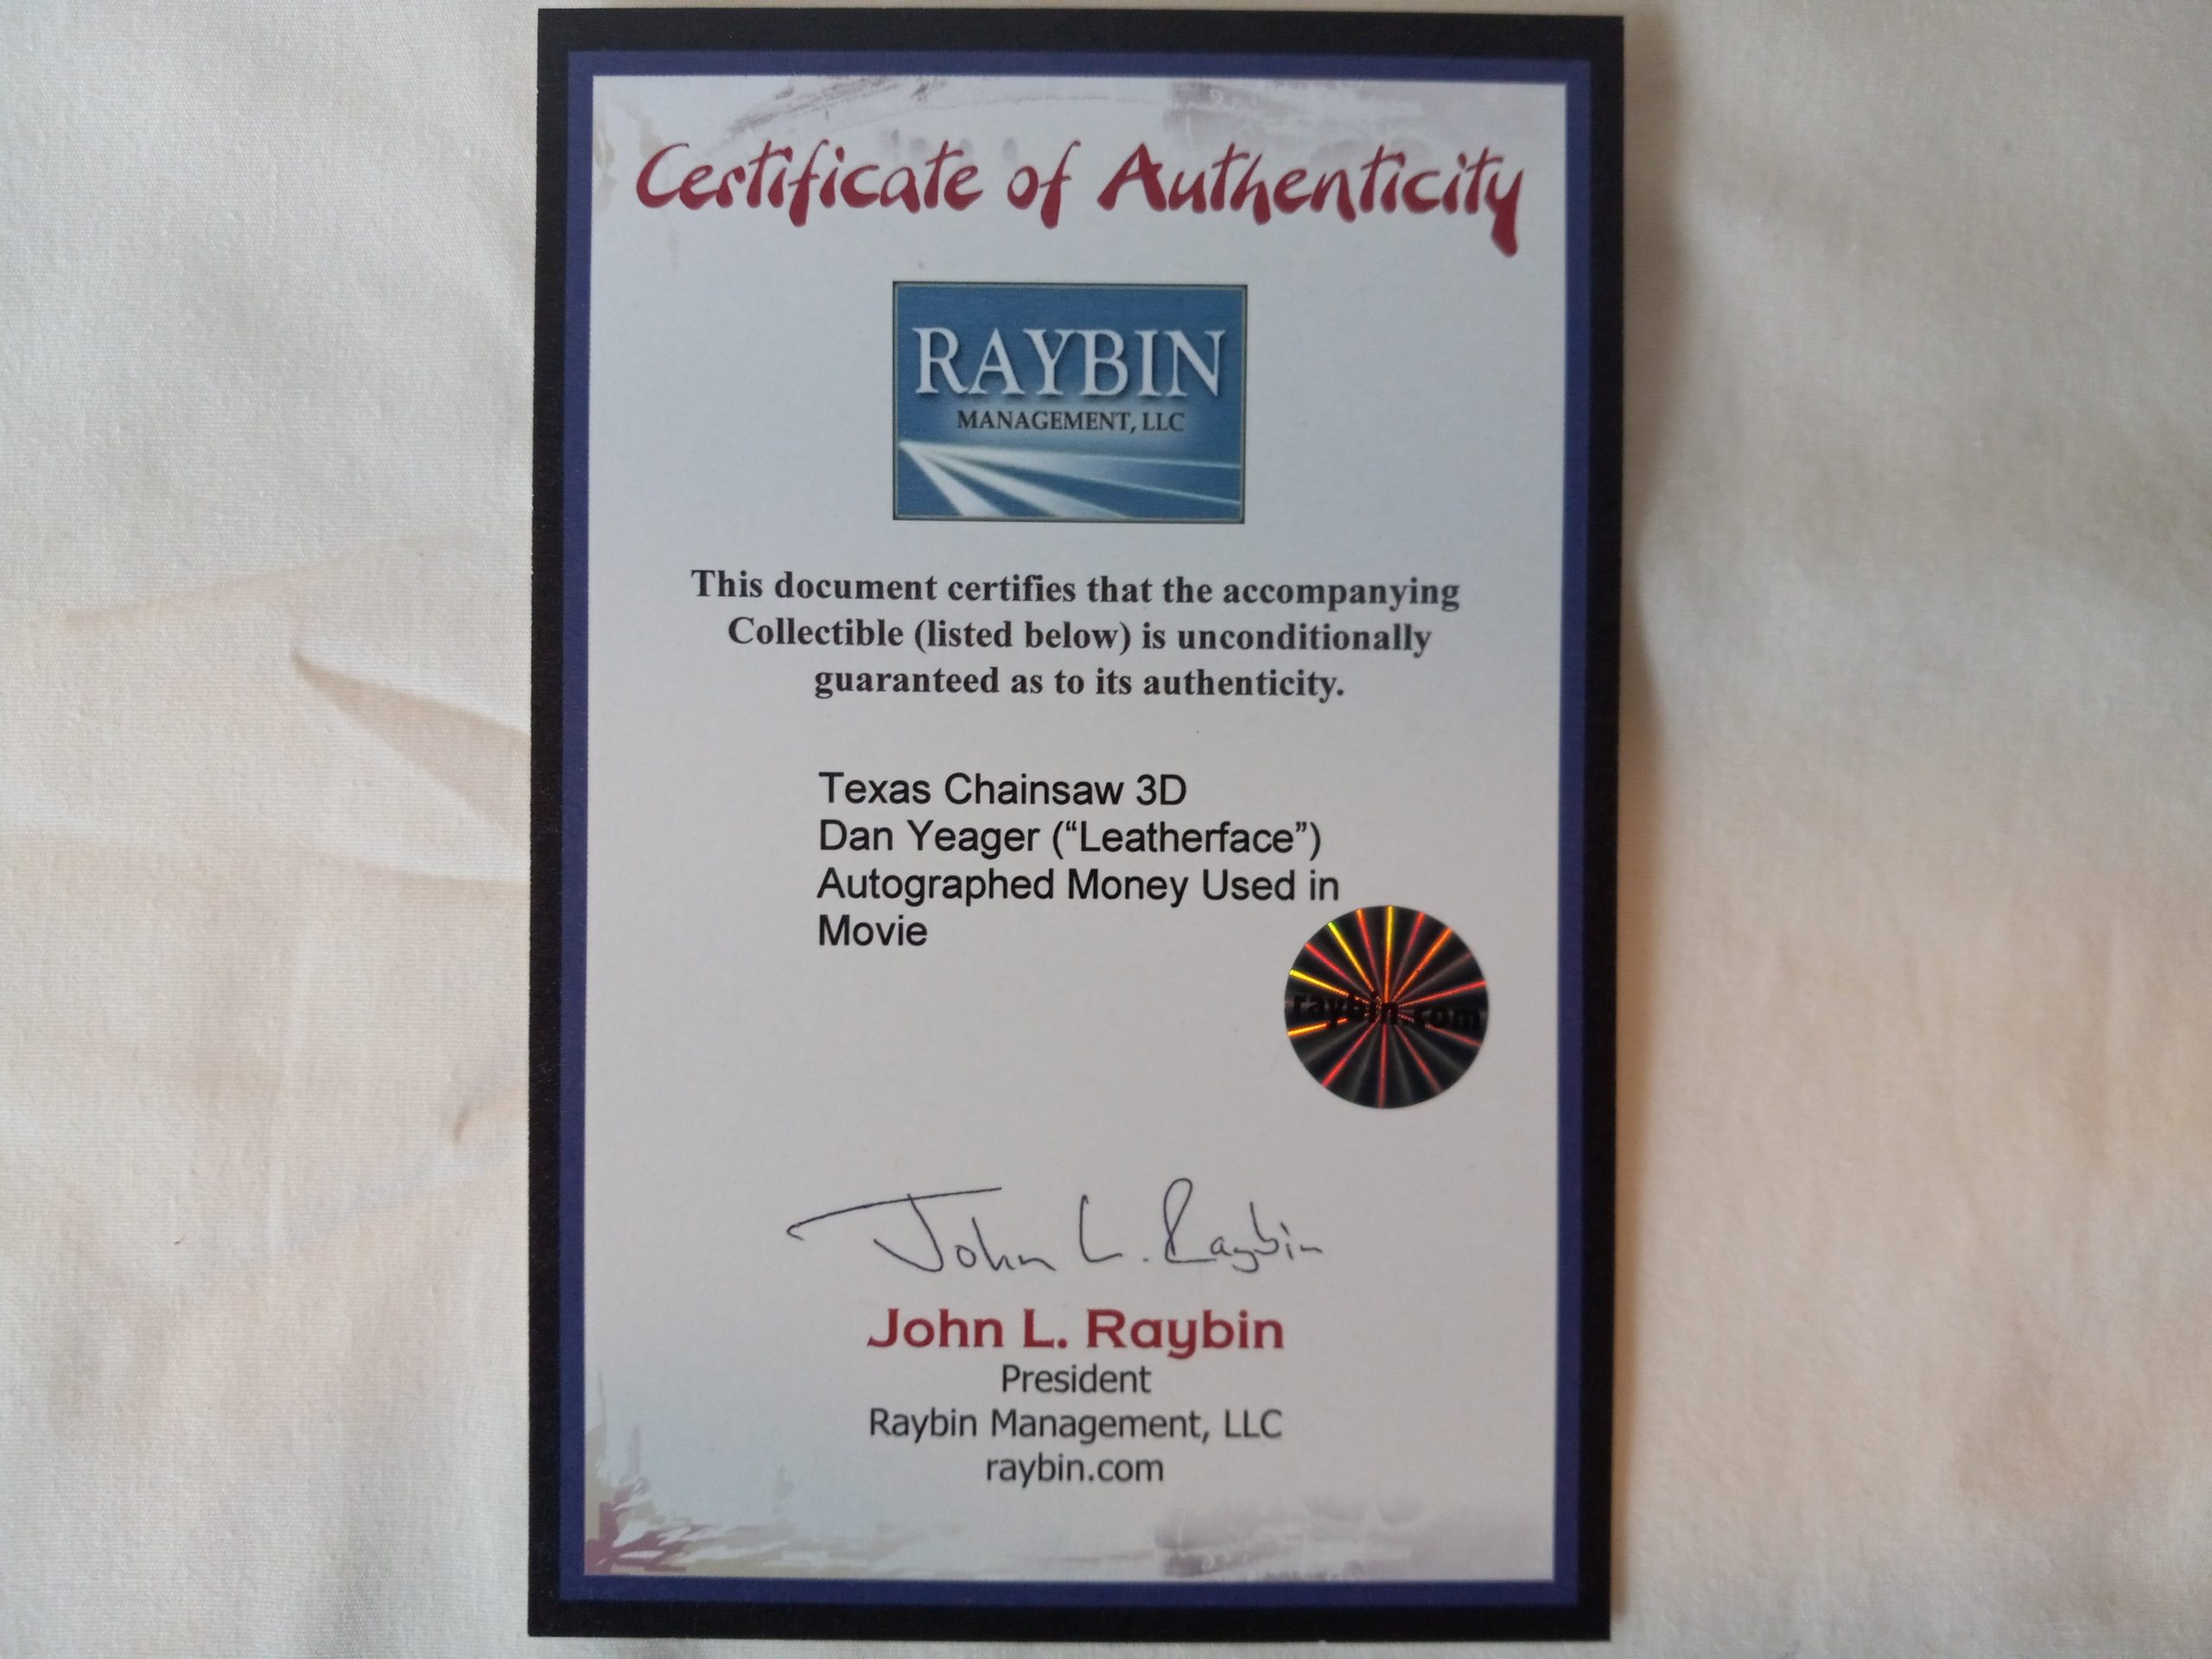 Certificate of Authenticity
RAYBIN
MANAGEMENT, LLC
This document certifies that the accompanying
Collectible (listed below) is unconditionally
guaranteed as to its authenticity.
Texas Chainsaw 3D
Dan Yeager (“Leatherface”)
Autographed Money Used in
Movie
raybin.com
John L. Raybin
John L. Raybin
President
Raybin Management, LLC
raybin.com